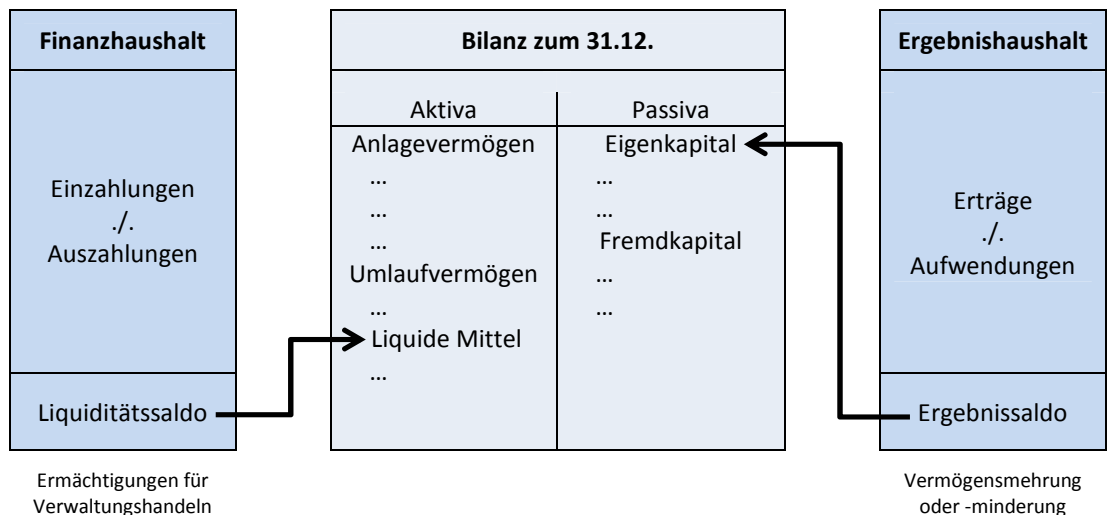 Finanzhaushalt
Einzahlungen
./.
Auszahlungen
Liquiditätssaldo
Ermächtigungen für
Verwaltungshandeln
Bilanz zum 31.12.
Aktiva
Anlagevermögen
...
...
...
Umlaufvermögen
...
Liquide Mittel
...
Passiva
Eigenkapital
...
...
Fremdkapital
...
...
Ergebnishaushalt
Erträge
./.
Aufwendungen
Ergebnissaldo
Vermögensmehrung
oder -minderung